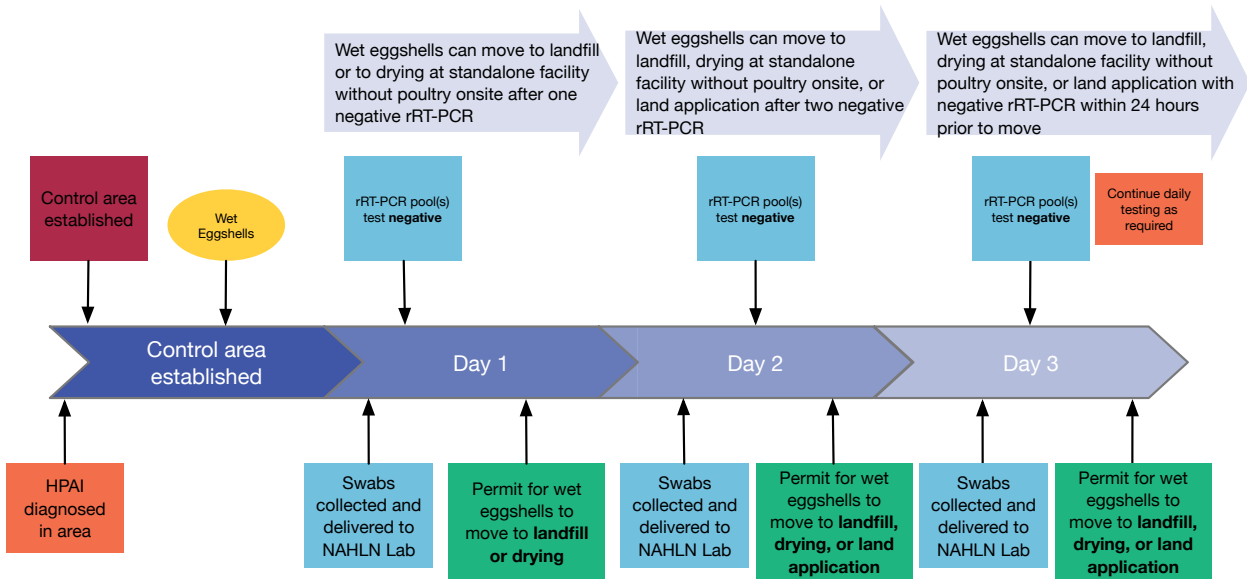 Wet eggshells can move to landfill
or to drying at standalone facility
without poultry onsite after one
negative rRT-PCR
Wet eggshells can move to
landfill, drying at standalone
facility without poultry onsite, or
land application after two negative
rRT-PCR
Wet eggshells can move to landfill,
drying at standalone facility without
poultry onsite, or land application with
negative rRT-PCR within 24 hours
prior to move
Control area
established
Wet
Eggshells
rRT-PCR pool(s)
test negative
rRT-PCR pool(s)
test negative
rRT-PCR pool(s)
test negative
Continue daily
testing as
required
Control area
established
Day 1
Day 2
Day 3
HPAI
diagnosed
in area
Swabs
collected and
delivered to
NAHLN Lab
Permit for wet
eggshells to
move to landfill
or drying
Swabs
collected and
delivered to
NAHLN Lab
Permit for wet
eggshells to
move to landfill,
drying, or land
application
Swabs
collected and
delivered to
NAHLN Lab
Permit for wet
eggshells to
move to landfill,
drying, or land
application